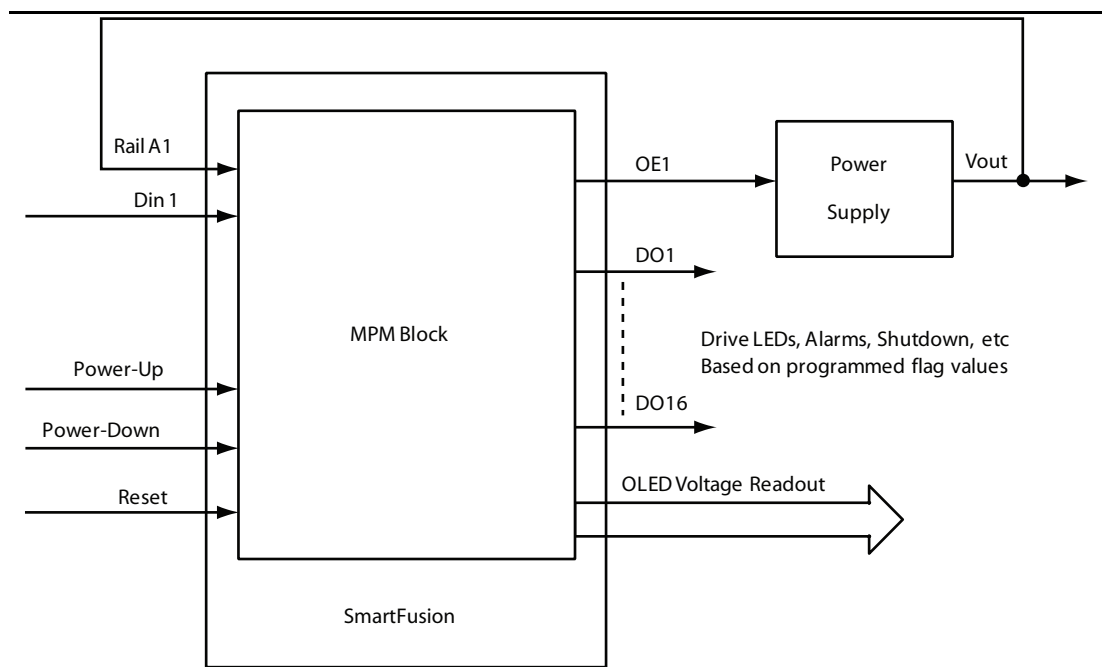 Rail A1
OE1
Power
Supply
Vout
Din 1
DO1
MPM Block
Drive LEDs, Alarms, Shutdown, etc
Based on programmed flag values
Power-Up
DO16
Power-Down
OLED Voltage Readout
Reset
SmartFusion